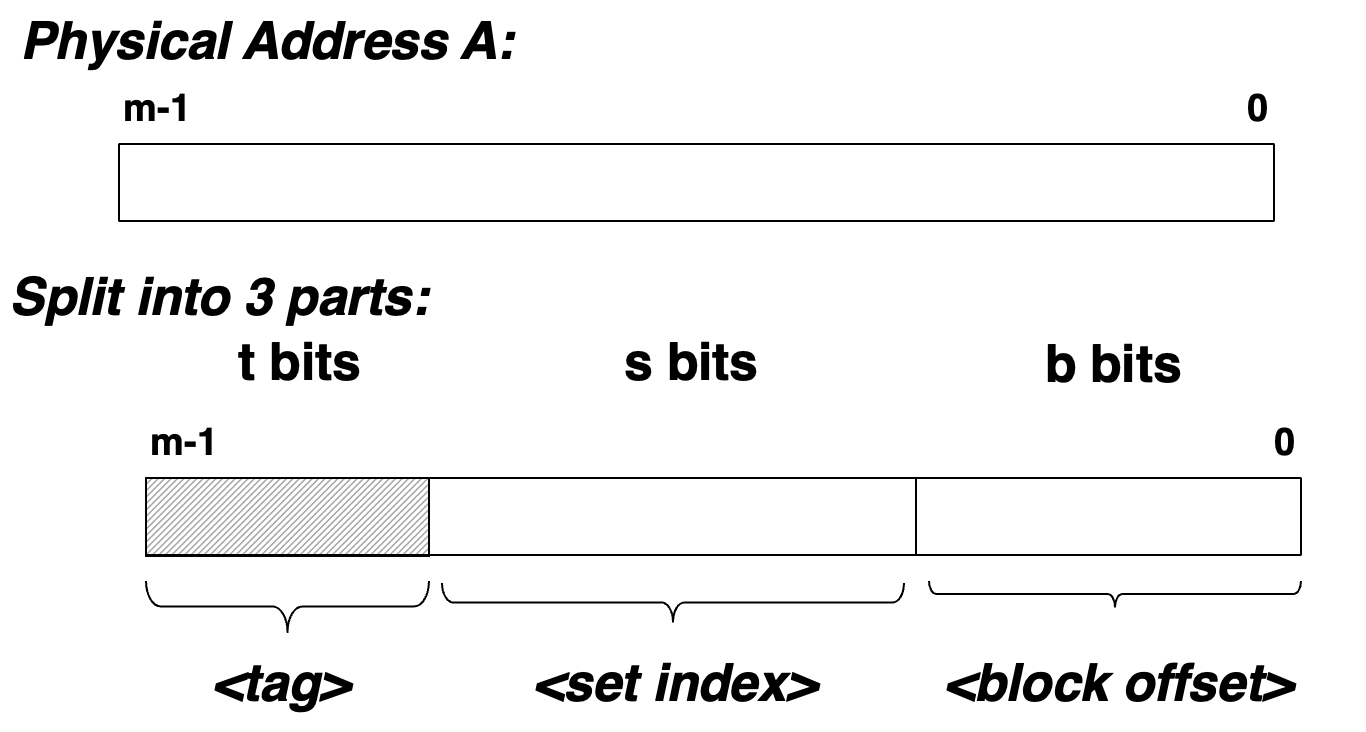 Physical Address A:
m-1 0
Split into 3 parts:
t bits s bits b bits
m-1 0
<tag> <set index> <block offset>